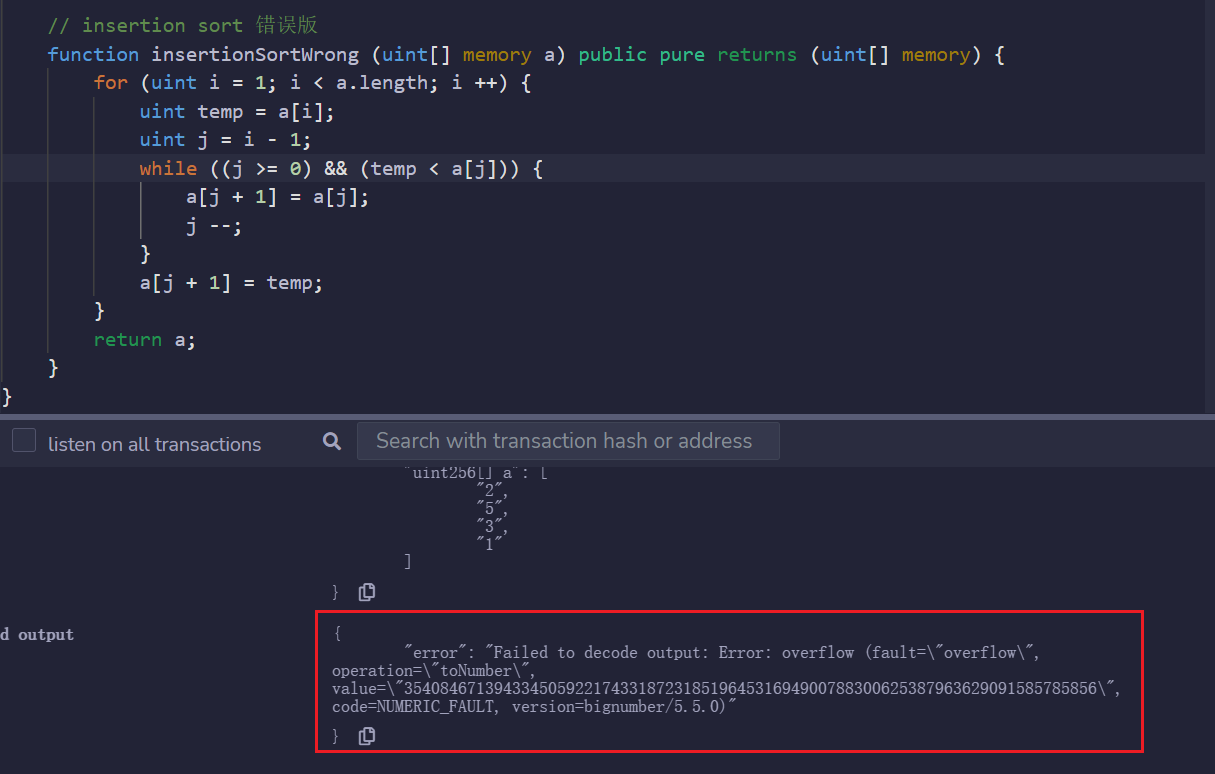 // insertion sort 错误版
function insertionSortWrong (uint[] memory a) public pure returns (uint[] memory) {
for (uint i = 1; i < a.length; i ++) {
uint temp = a[i];
uint j = i - 1;
while ((j >= 0) && (temp < a[j])) {
a[j + 1] = a[j];
j --;
}
a[j + 1] = temp;
}
return a;
}
}
listen on all transactions
Search with transaction hash or address
"uint256[] a": [
"2",
"5",
"3",
"1"
]
}
d output
{
"error": "Failed to decode output: Error: overflow (fault=\"overflow\",
operation=\"toNumber\",
value=\"35408467139433450592217433187231851964531694900788300625387963629091585785856\",
code=NUMERIC_FAULT, version=bignumber/5.5.0)"
}